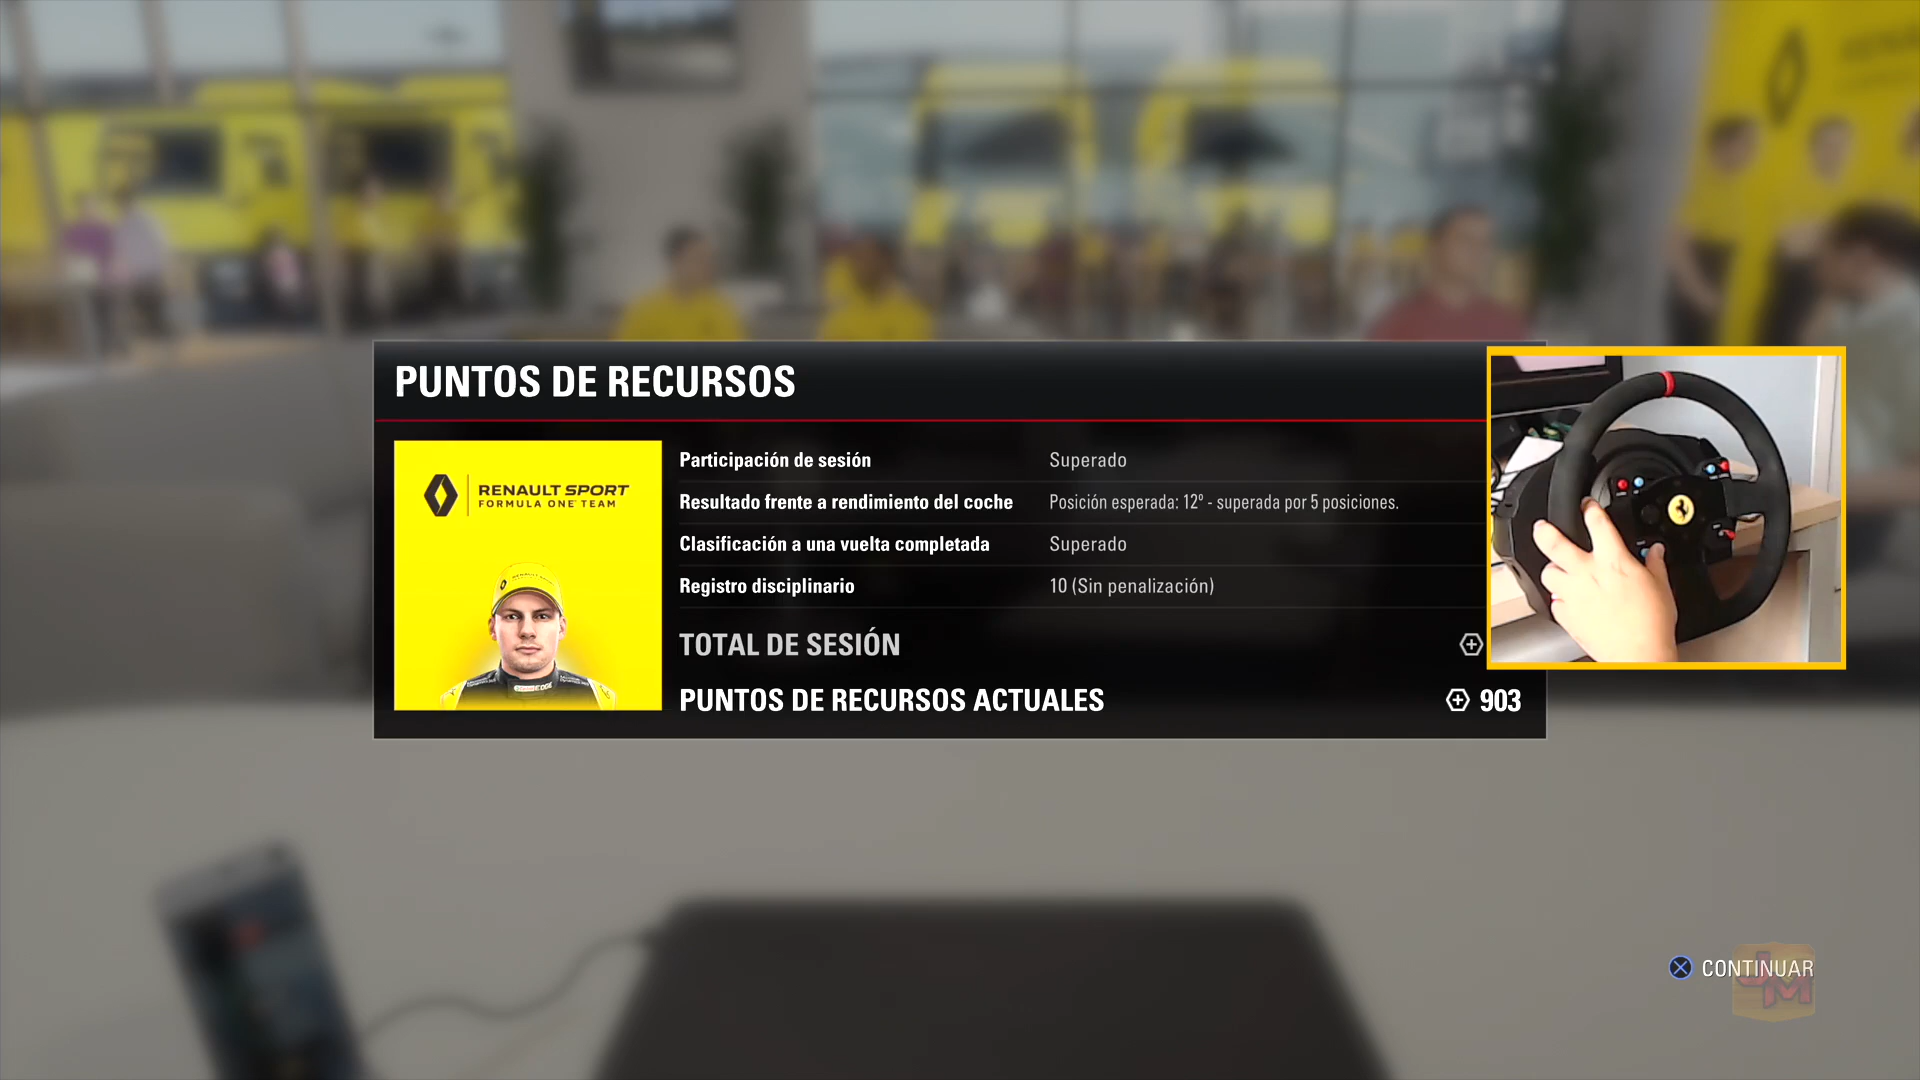 PUNTOS DE RECURSOS
RENAULT SPORT
FORMULA ONE TEAM
Participación de sesión Superado
Resultado frente a rendimiento del coche Posición esperada: 12º - superada por 5 posiciones.
Clasificación a una vuelta completada Superado
Registro disciplinario 10 (Sin penalización)
TOTAL DE SESIÓN
PUNTOS DE RECURSOS ACTUALES 903
CONTINUAR
JM